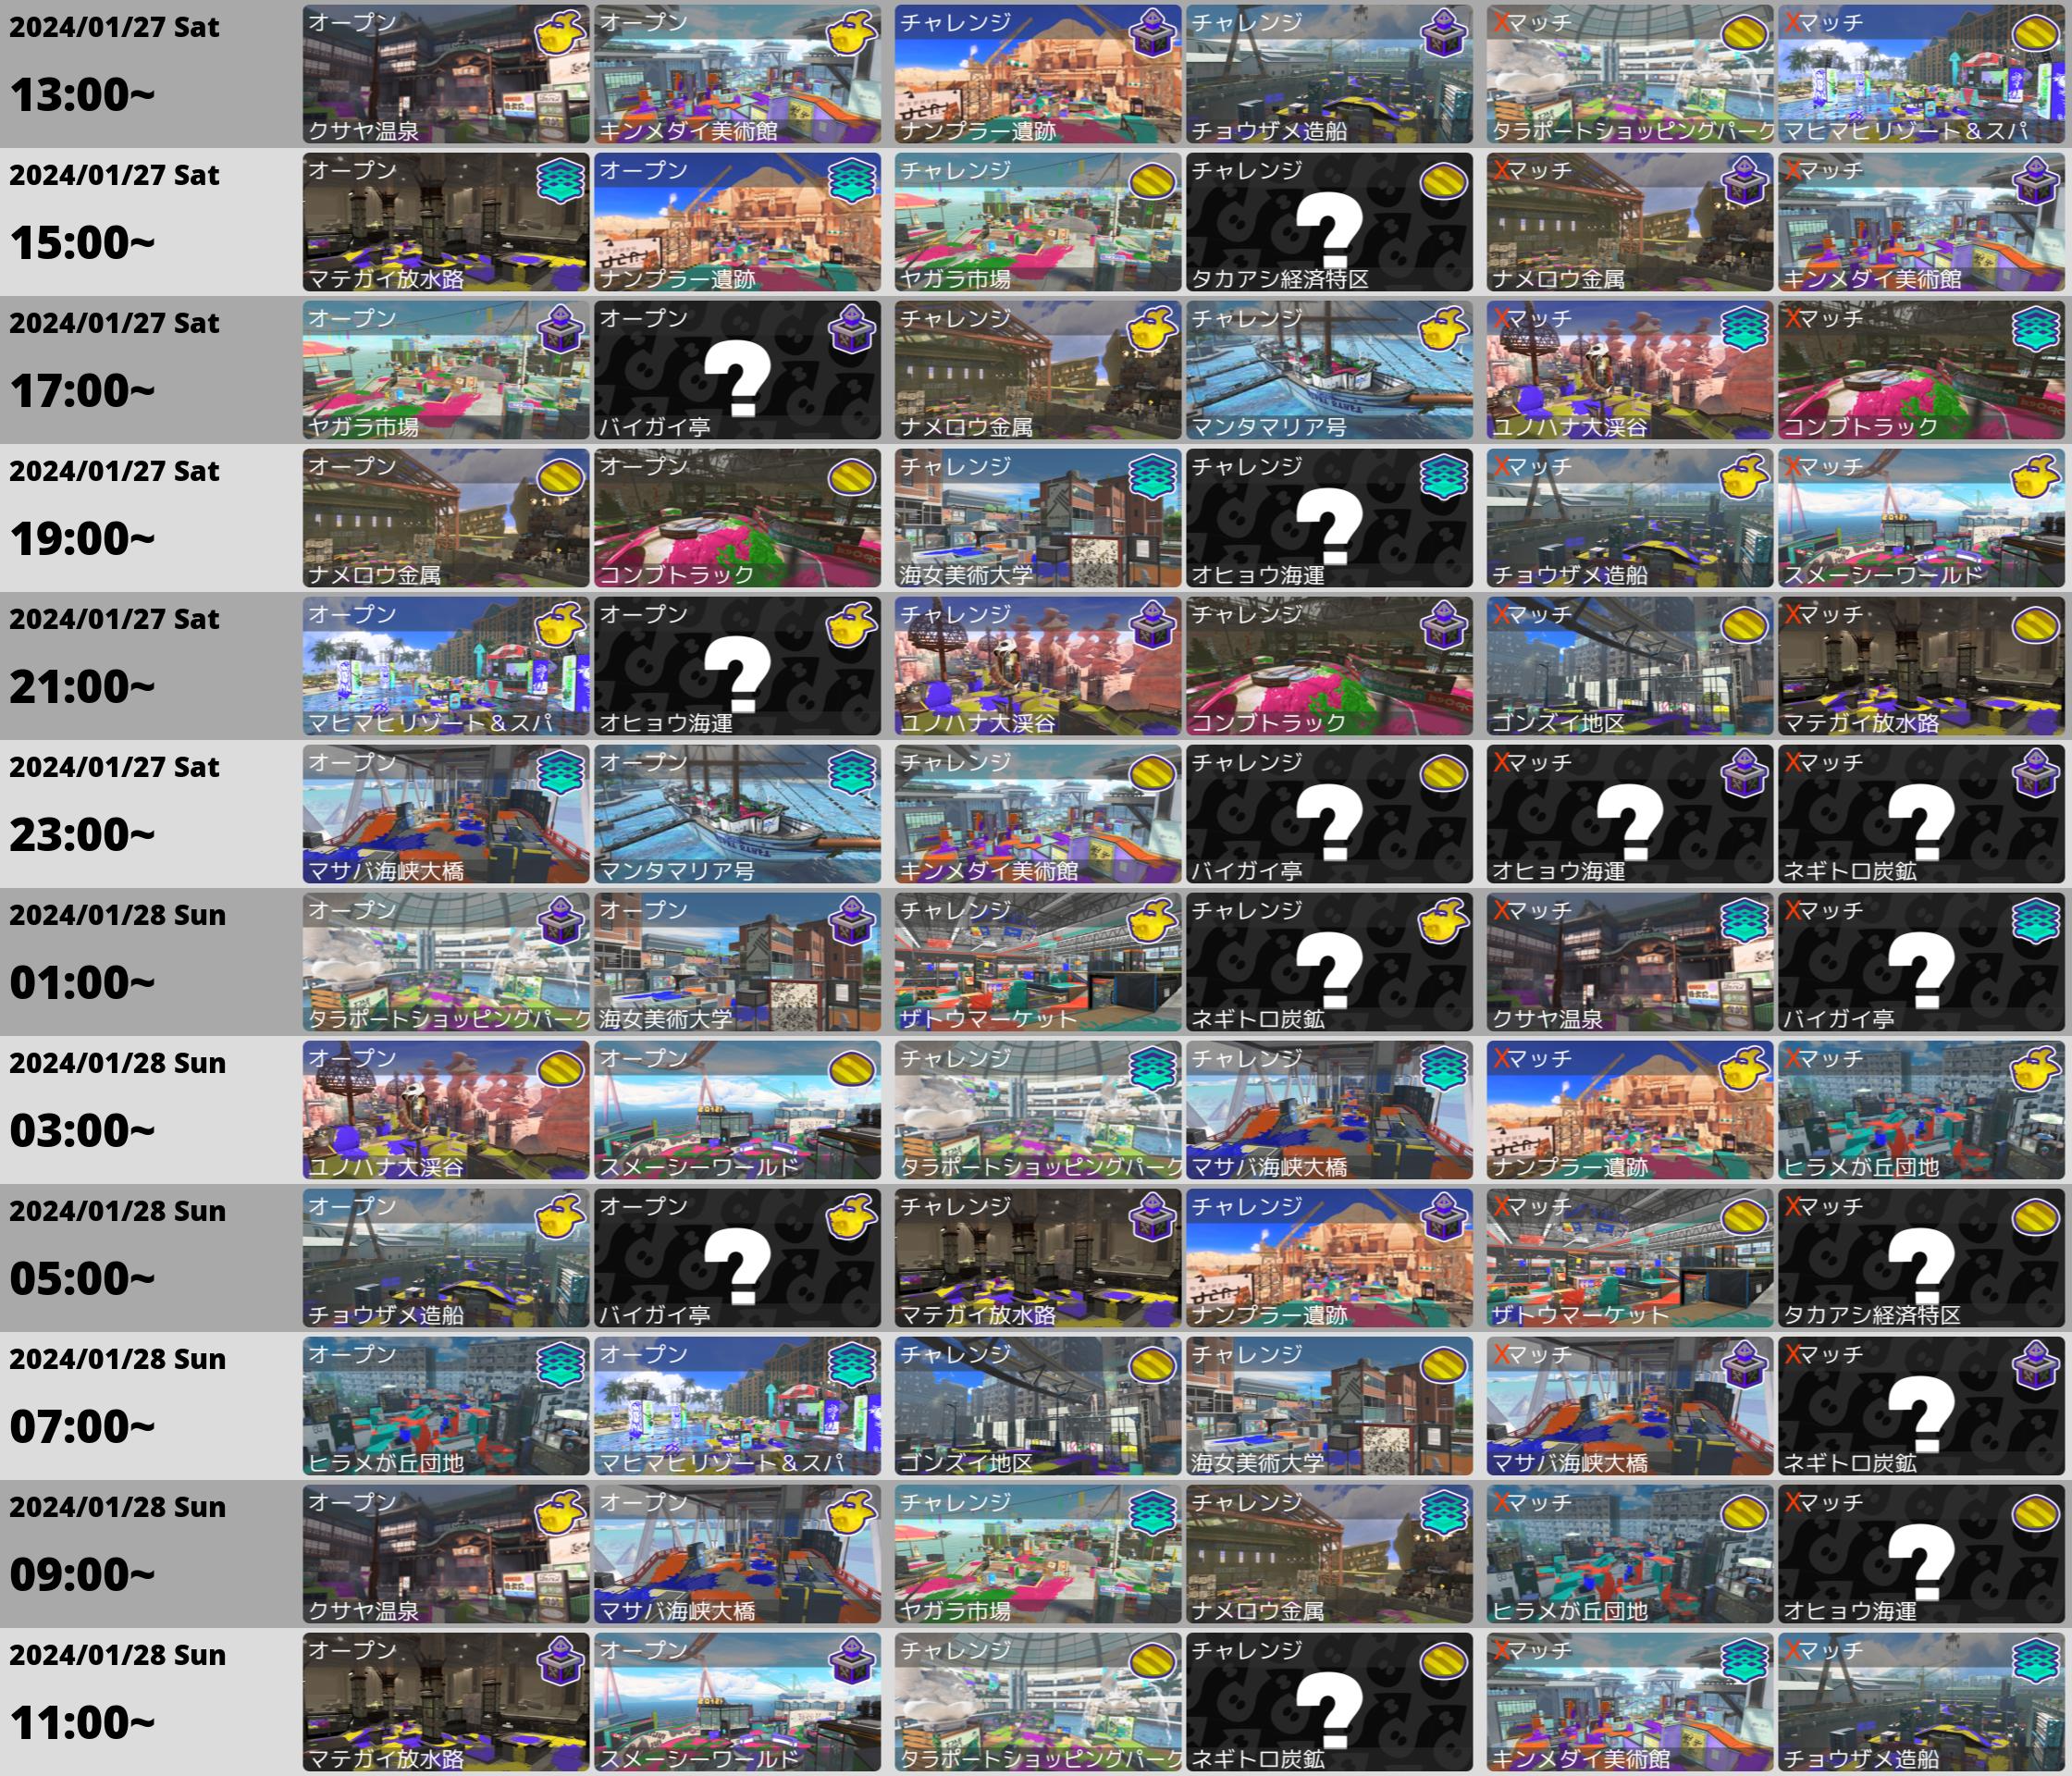 2024/01/27 Sat
13:00~
オープン オープン チャレンジ チャレンジ Xマッチ Xマッチ
クサヤ温泉 キンメダイ美術館 ナンプラー遺跡 チョウザメ造船 タラポートショッピングパーク マヒマヒリゾート＆スパ
2024/01/27 Sat
15:00~
オープン オープン チャレンジ チャレンジ Xマッチ Xマッチ
マテガイ放水路 ナンプラー遺跡 ヤガラ市場 タカアシ経済特区 ナメロウ金属 キンメダイ美術館
2024/01/27 Sat
17:00~
オープン オープン チャレンジ チャレンジ Xマッチ Xマッチ
ヤガラ市場 バイガイ亭 ナメロウ金属 マンタマリア号 ユノハナ大渓谷 コンブトラック
2024/01/27 Sat
19:00~
オープン オープン チャレンジ チャレンジ Xマッチ Xマッチ
ナメロウ金属 コンブトラック 海女美術大学 オヒョウ海運 チョウザメ造船 スメーシーワールド
2024/01/27 Sat
21:00~
オープン オープン チャレンジ チャレンジ Xマッチ Xマッチ
マヒマヒリゾート＆スパ オヒョウ海運 ユノハナ大渓谷 コンブトラック ゴンズイ地区 マテガイ放水路
2024/01/27 Sat
23:00~
オープン オープン チャレンジ チャレンジ Xマッチ Xマッチ
マサバ海峡大橋 マンタマリア号 キンメダイ美術館 バイガイ亭 オヒョウ海運 ネギトロ炭鉱
2024/01/28 Sun
01:00~
オープン オープン チャレンジ チャレンジ Xマッチ Xマッチ
タラポートショッピングパーク 海女美術大学 ザトウマーケット ネギトロ炭鉱 クサヤ温泉 バイガイ亭
2024/01/28 Sun
03:00~
オープン オープン チャレンジ チャレンジ Xマッチ Xマッチ
ユノハナ大渓谷 スメーシーワールド タラポートショッピングパーク マサバ海峡大橋 ナンプラー遺跡 ヒラメが丘団地
2024/01/28 Sun
05:00~
オープン オープン チャレンジ チャレンジ Xマッチ Xマッチ
チョウザメ造船 バイガイ亭 マテガイ放水路 ナンプラー遺跡 ザトウマーケット タカアシ経済特区
2024/01/28 Sun
07:00~
オープン オープン チャレンジ チャレンジ Xマッチ Xマッチ
ヒラメが丘団地 マヒマヒリゾート＆スパ ゴンズイ地区 海女美術大学 マサバ海峡大橋 ネギトロ炭鉱
2024/01/28 Sun
09:00~
オープン オープン チャレンジ チャレンジ Xマッチ Xマッチ
クサヤ温泉 マサバ海峡大橋 ヤガラ市場 ナメロウ金属 ヒラメが丘団地 オヒョウ海運
2024/01/28 Sun
11:00~
オープン オープン チャレンジ チャレンジ Xマッチ Xマッチ
マテガイ放水路 スメーシーワールド タラポートショッピングパーク ネギトロ炭鉱 キンメダイ美術館 チョウザメ造船